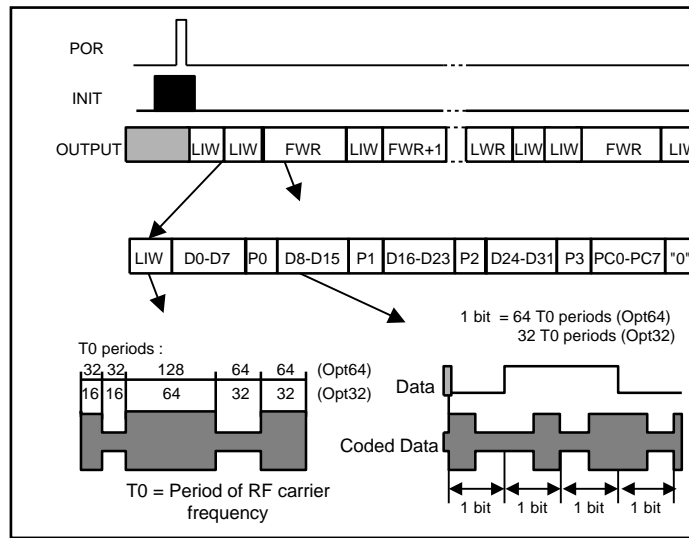 POR
INIT
OUTPUT LIW LIW FWR LIW FWR+1 LWR LIW LIW FWR LIW
LIW D0-D7 P0 D8-D15 P1 D16-D23 P2 D24-D31 P3 PC0-PC7 "0"
1 bit = 64 T0 periods (Opt64)
32 T0 periods (Opt32)
T0 periods :
32 32 128 64 64 (Opt64)
16 16 64 32 32 (Opt32)
Data
Coded Data
T0 = Period of RF carrier
frequency
1 bit 1 bit 1 bit 1 bit